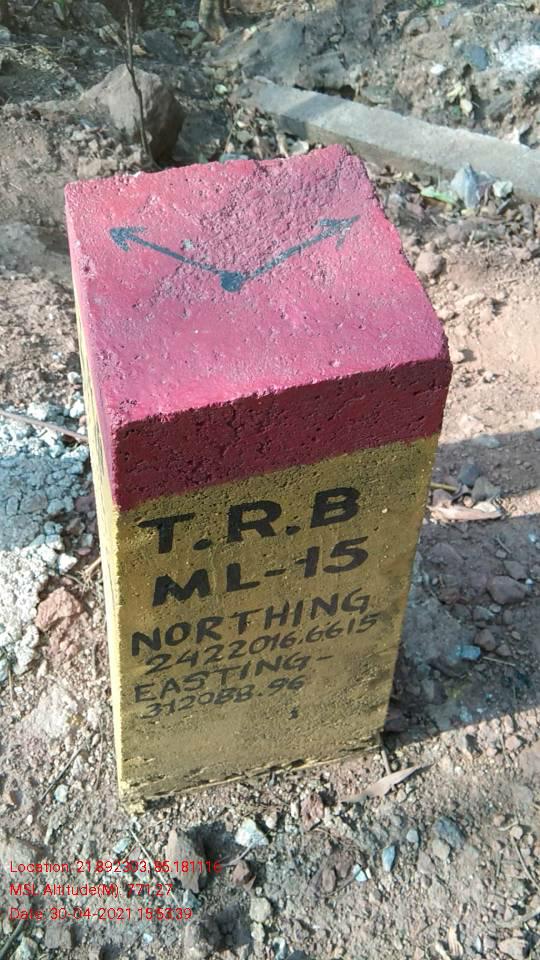 T.R.B
ML-15
NORTHING
2422016.6615
EASTING-
312088.96
Location: 21.892303, 85.181116
MSL Altitude(M): 771.27
Date: 30-04-2021 15:53:39